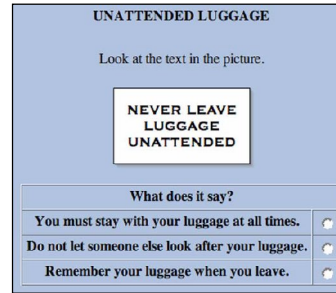 UNATTENDED LUGGAGE
Look at the text in the picture.
NEVER LEAVE
LUGGAGE
UNATTENDED
What does it say?
You must stay with your luggage at all times.
Do not let someone else look after your luggage.
Remember your luggage when you leave.